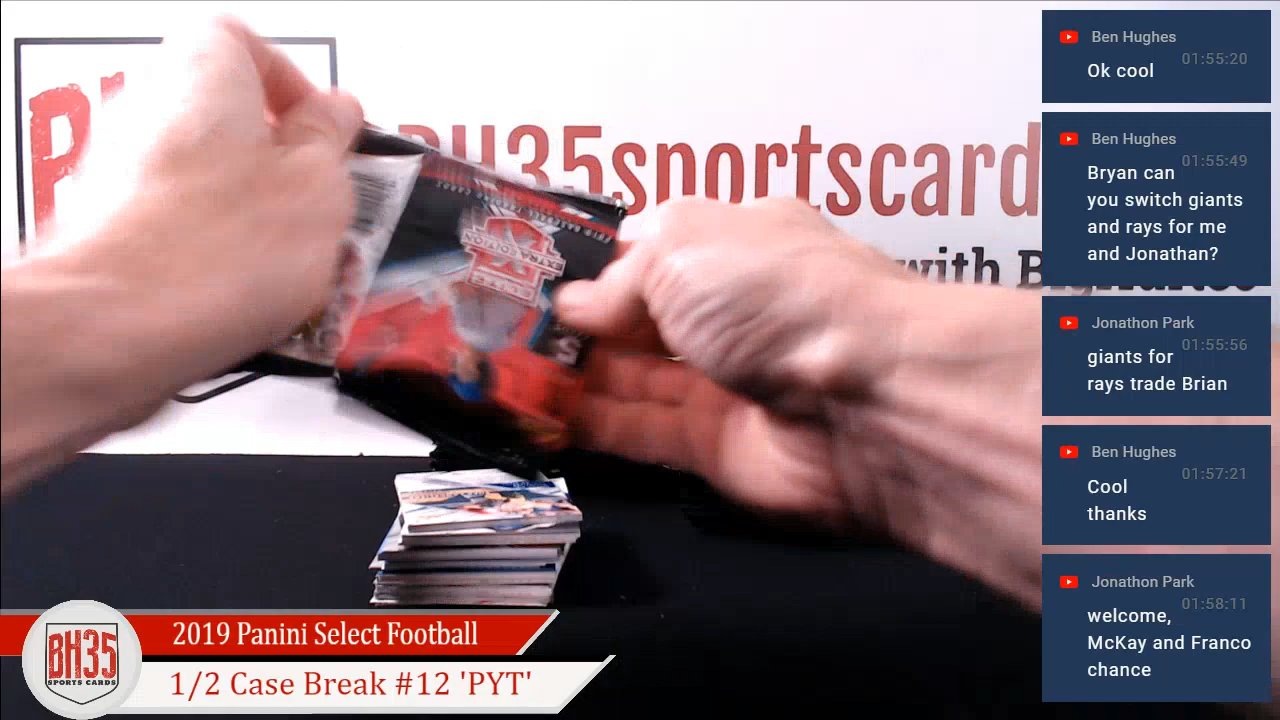 BH35sportscard
with B
EXTRA EDITION
Ben Hughes
01:55:20
Ok cool
Ben Hughes
01:55:49
Bryan can
you switch giants
and rays for me
and Jonathan?
Jonathon Park
01:55:56
giants for
rays trade Brian
Ben Hughes
01:57:21
Cool
thanks
Jonathon Park
01:58:11
welcome,
McKay and Franco
chance
BH35
SPORTS CARDS
2019 Panini Select Football
1/2 Case Break #12 'PYT'